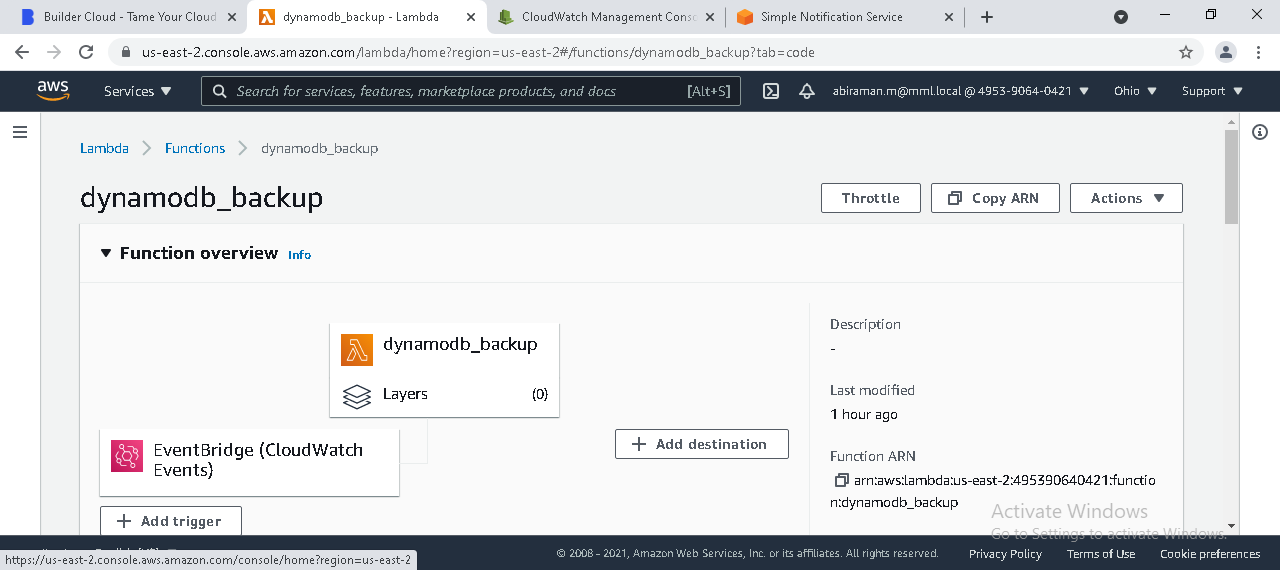 Builder Cloud - Tame Your Cloud
dynamodb_backup - Lambda
CloudWatch Management Cons
Simple Notification Service
us-east-2.console.aws.amazon.com/lambda/home?region=us-east-2#/functions/dynamodb_backup?tab=code
aws
Services
Search for services, features, marketplace products, and docs
[Alt+S]
abiraman.m@mml.local @ 4953-9064-0421
Ohio
Support
Lambda
Functions
dynamodb_backup
dynamodb_backup
Throttle
Copy ARN
Actions
Function overview
Info
dynamodb_backup
Layers
(0)
EventBridge (CloudWatch
Events)
Add trigger
Add destination
Description
-
Last modified
1 hour ago
Function ARN
arn:aws:lambda:us-east-2:495390640421:functio
n:dynamodb_backup
Activate Windows
Go to Settings to activate Windows.
© 2008 - 2021, Amazon Web Services, Inc. or its affiliates. All rights reserved.
Privacy Policy
Terms of Use
Cookie preferences
https://us-east-2.console.aws.amazon.com/console/home?region=us-east-2